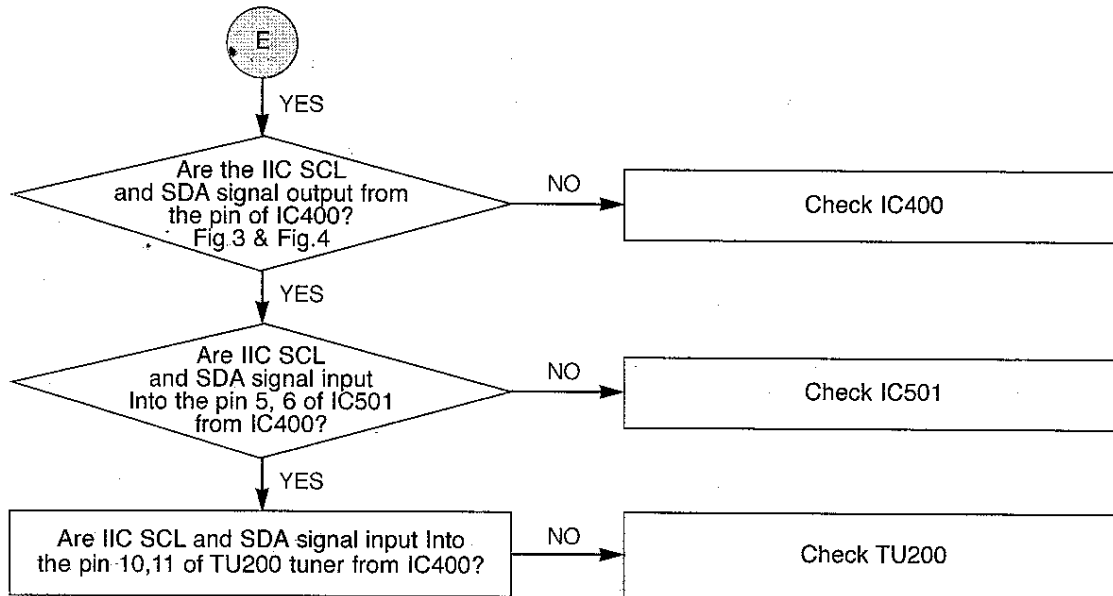 E
YES
Are the IIC SCL
and SDA signal output from
the pin of IC400?
Fig.3 & Fig.4
NO
Check IC400
YES
Are IIC SCL
and SDA signal input
Into the pin 5, 6 of IC501
from IC400?
NO
Check IC501
YES
Are IIC SCL and SDA signal input Into
the pin 10,11 of TU200 tuner from IC400?
NO
Check TU200